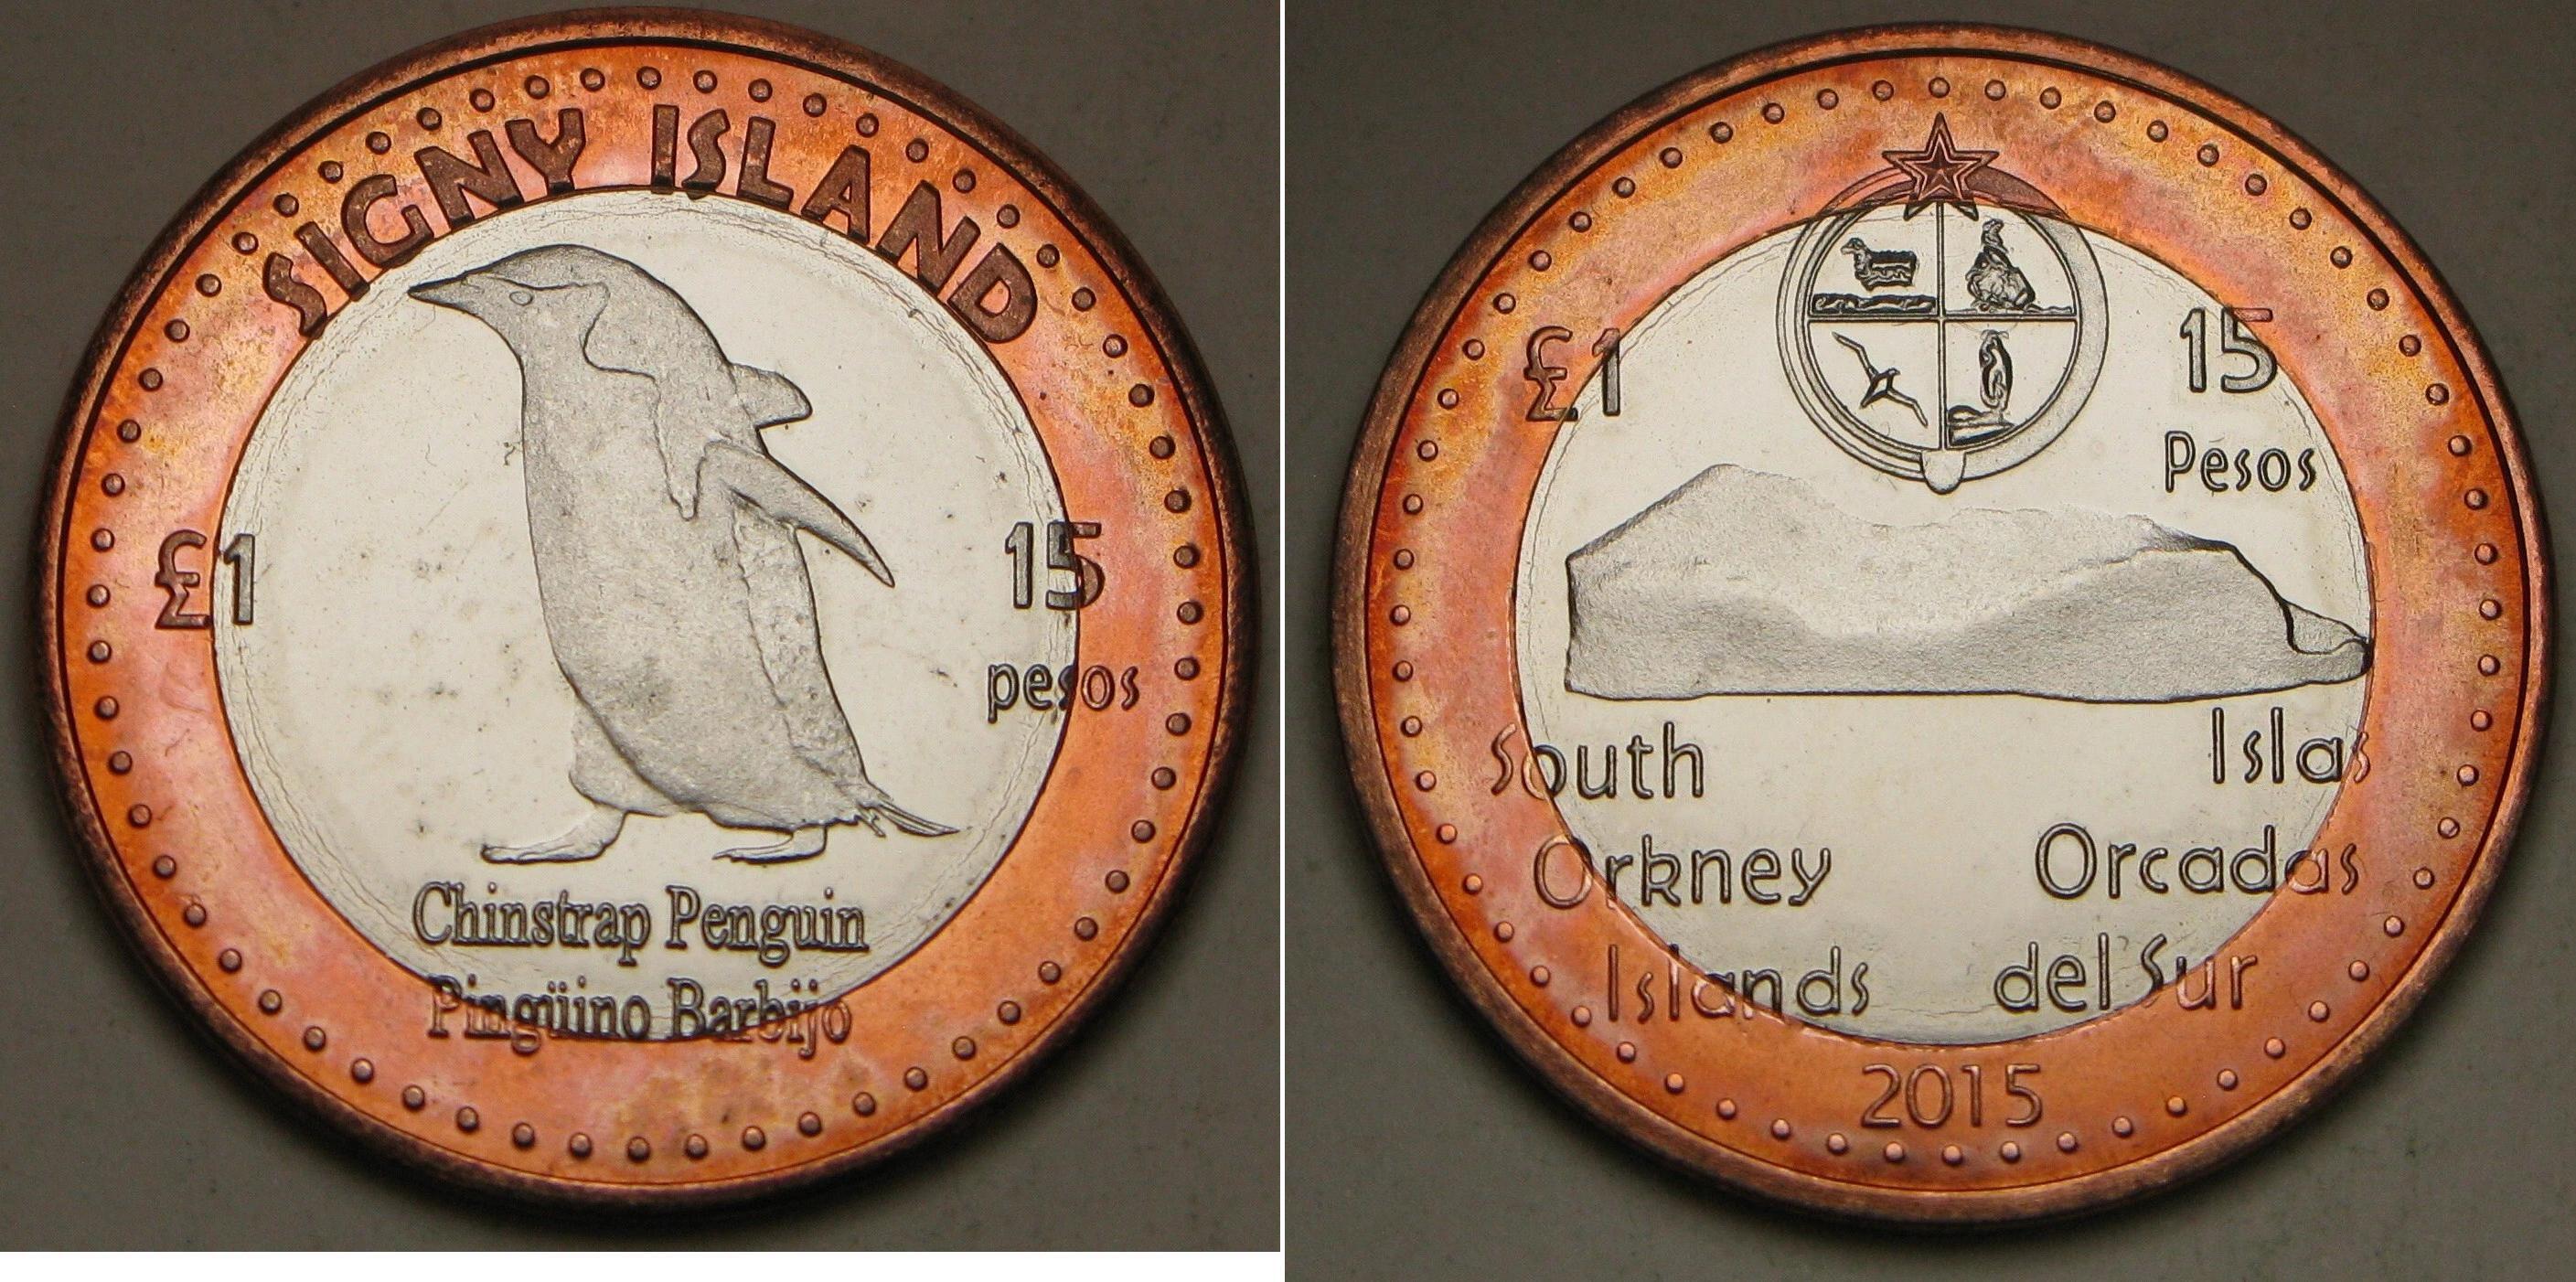 SIGNY ISLAND
£1
15
pesos
Chinstrap Penguin
Pingüino Barbijo
£1
15
Pesos
South
Orkney
Islands
Islas
Orcadas
del Sur
2015